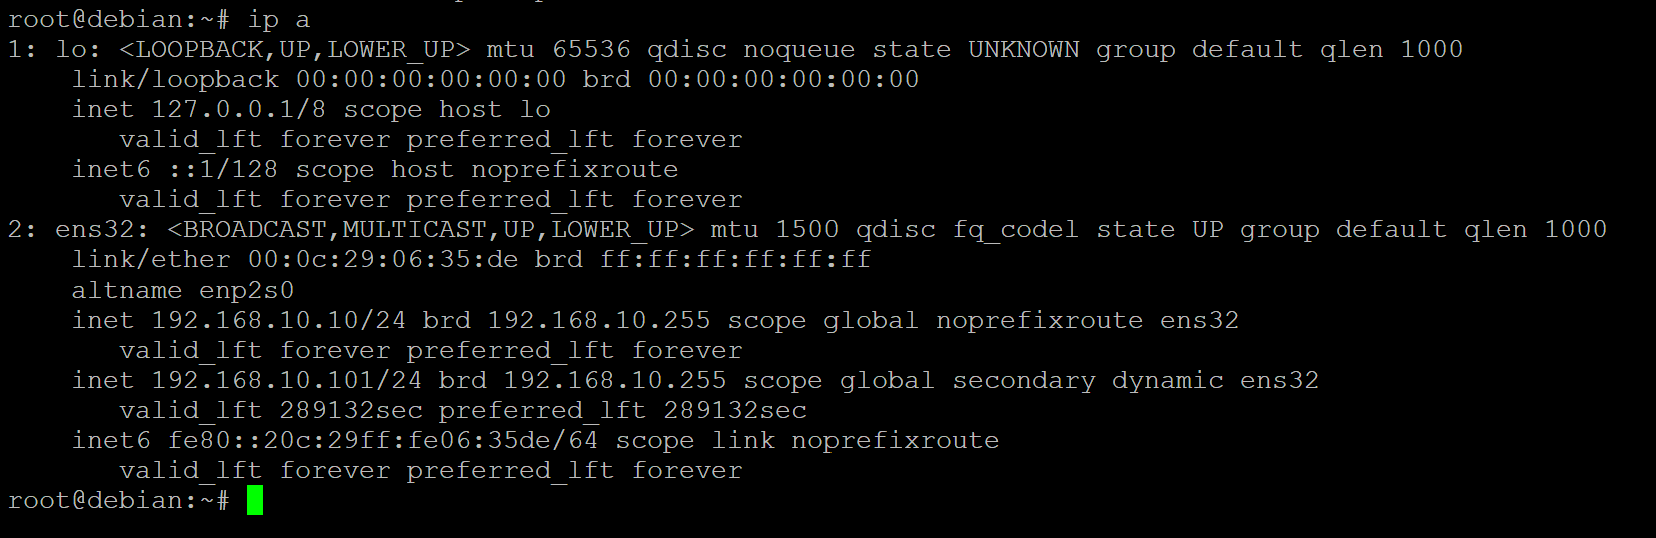 root@debian:~# ip a
1: lo: <LOOPBACK,UP,LOWER_UP> mtu 65536 qdisc noqueue state UNKNOWN group default qlen 1000
    link/loopback 00:00:00:00:00:00 brd 00:00:00:00:00:00
    inet 127.0.0.1/8 scope host lo
       valid_lft forever preferred_lft forever
    inet6 ::1/128 scope host noprefixroute
       valid_lft forever preferred_lft forever
2: ens32: <BROADCAST,MULTICAST,UP,LOWER_UP> mtu 1500 qdisc fq_codel state UP group default qlen 1000
    link/ether 00:0c:29:06:35:de brd ff:ff:ff:ff:ff:ff
    altname enp2s0
    inet 192.168.10.10/24 brd 192.168.10.255 scope global noprefixroute ens32
       valid_lft forever preferred_lft forever
    inet 192.168.10.101/24 brd 192.168.10.255 scope global secondary dynamic ens32
       valid_lft 289132sec preferred_lft 289132sec
    inet6 fe80::20c:29ff:fe06:35de/64 scope link noprefixroute
       valid_lft forever preferred_lft forever
root@debian:~#